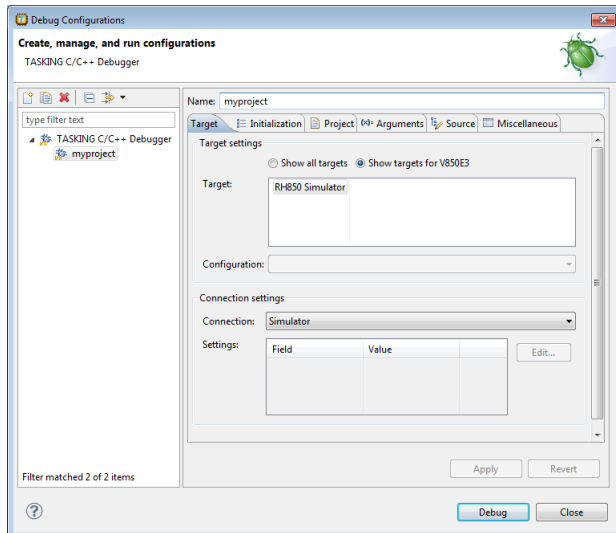 Debug Configurations
Create, manage, and run configurations
TASKING C/C++ Debugger
type filter text
TASKING C/C++ Debugger
myproject
Filter matched 2 of 2 items
Name: myproject
Target Initialization Project (x)= Arguments Source Miscellaneous
Target settings
Show all targets Show targets for V850E3
Target: RH850 Simulator
Configuration:
Connection settings
Connection: Simulator
Settings: Field Value Edit...
Apply Revert
? Debug Close